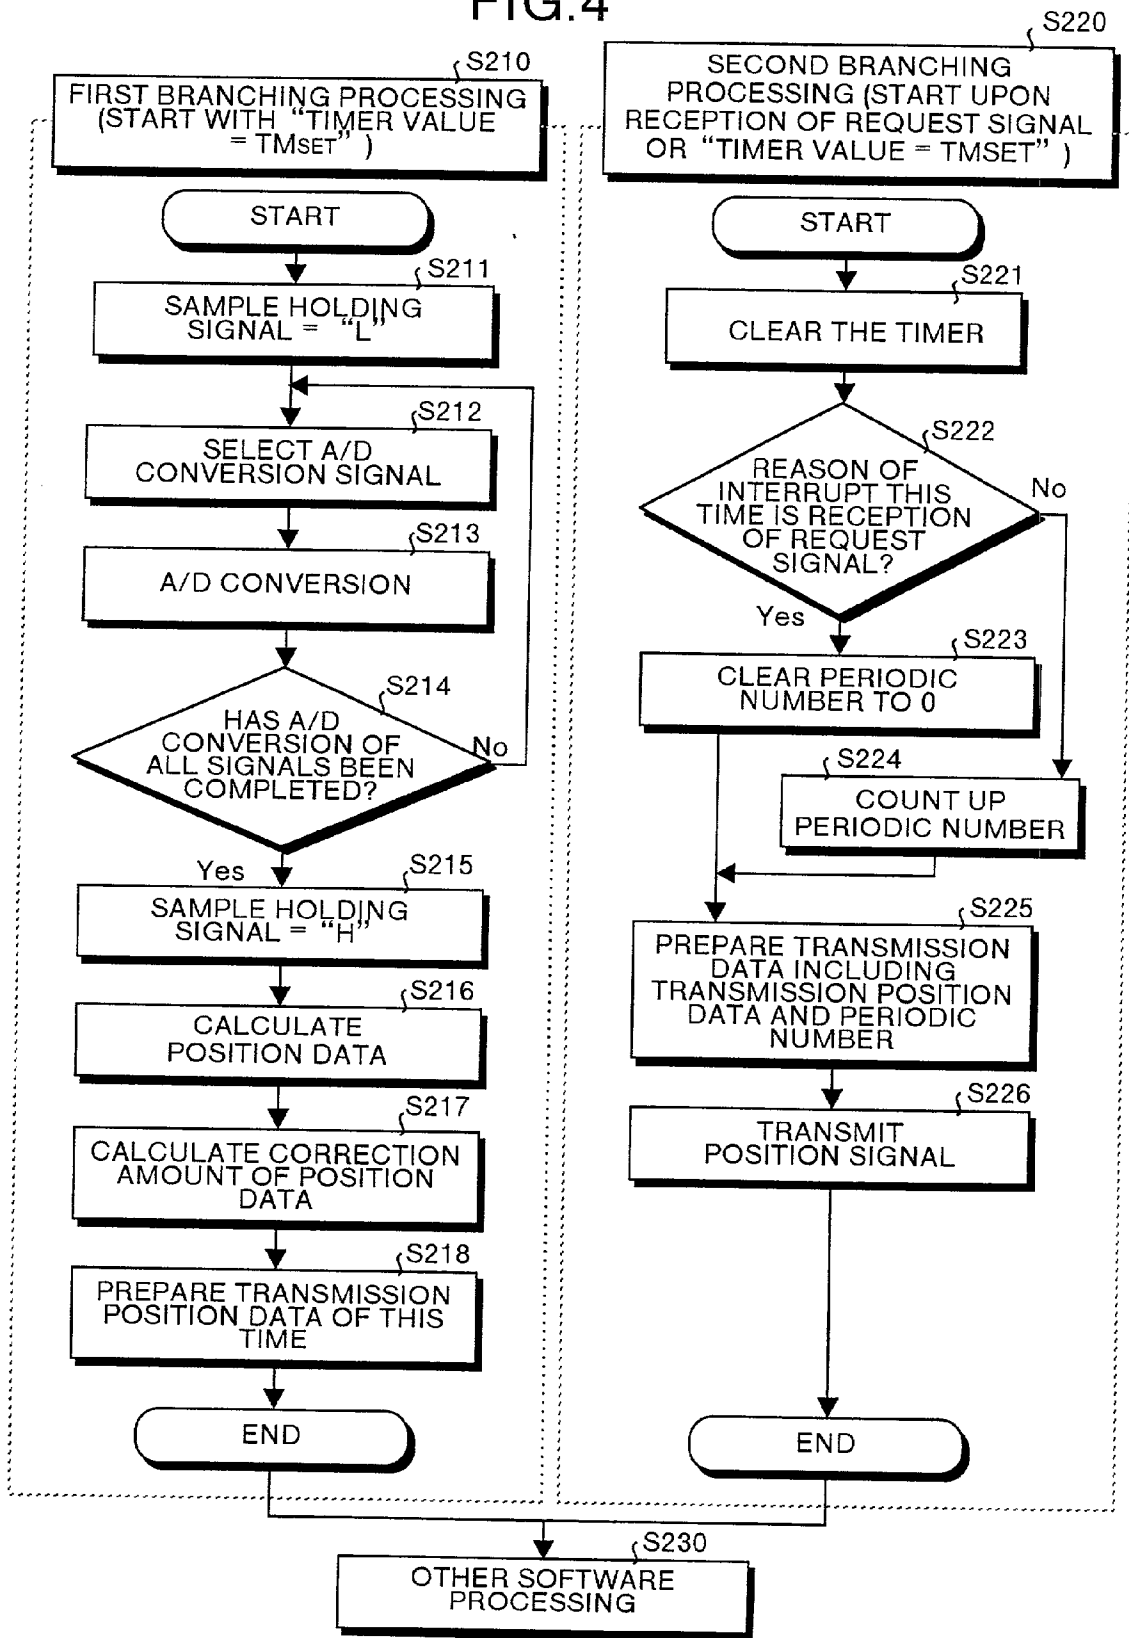 FIG.4
S210
FIRST BRANCHING PROCESSING
(START WITH “TIMER VALUE
= TMSET” )
START
S211
SAMPLE HOLDING
SIGNAL = “L”
S212
SELECT A/D
CONVERSION SIGNAL
S213
A/D CONVERSION
S214
HAS A/D
CONVERSION OF
ALL SIGNALS BEEN
COMPLETED?
No
Yes
S215
SAMPLE HOLDING
SIGNAL = “H”
S216
CALCULATE
POSITION DATA
S217
CALCULATE CORRECTION
AMOUNT OF POSITION
DATA
S218
PREPARE TRANSMISSION
POSITION DATA OF THIS
TIME
END
S220
SECOND BRANCHING
PROCESSING (START UPON
RECEPTION OF REQUEST SIGNAL
OR “TIMER VALUE = TMSET” )
START
S221
CLEAR THE TIMER
S222
REASON OF
INTERRUPT THIS
TIME IS RECEPTION
OF REQUEST
SIGNAL?
No
Yes
S223
CLEAR PERIODIC
NUMBER TO 0
S224
COUNT UP
PERIODIC NUMBER
S225
PREPARE TRANSMISSION
DATA INCLUDING
TRANSMISSION POSITION
DATA AND PERIODIC
NUMBER
S226
TRANSMIT
POSITION SIGNAL
END
S230
OTHER SOFTWARE
PROCESSING